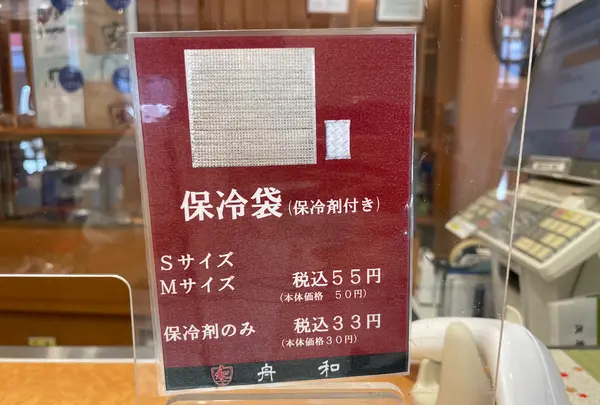 保冷袋(保冷剤付き)
Sサイズ
Mサイズ 税込55円
(本体価格 50円)
保冷剤のみ 税込33円
(本体価格30円)
舟和